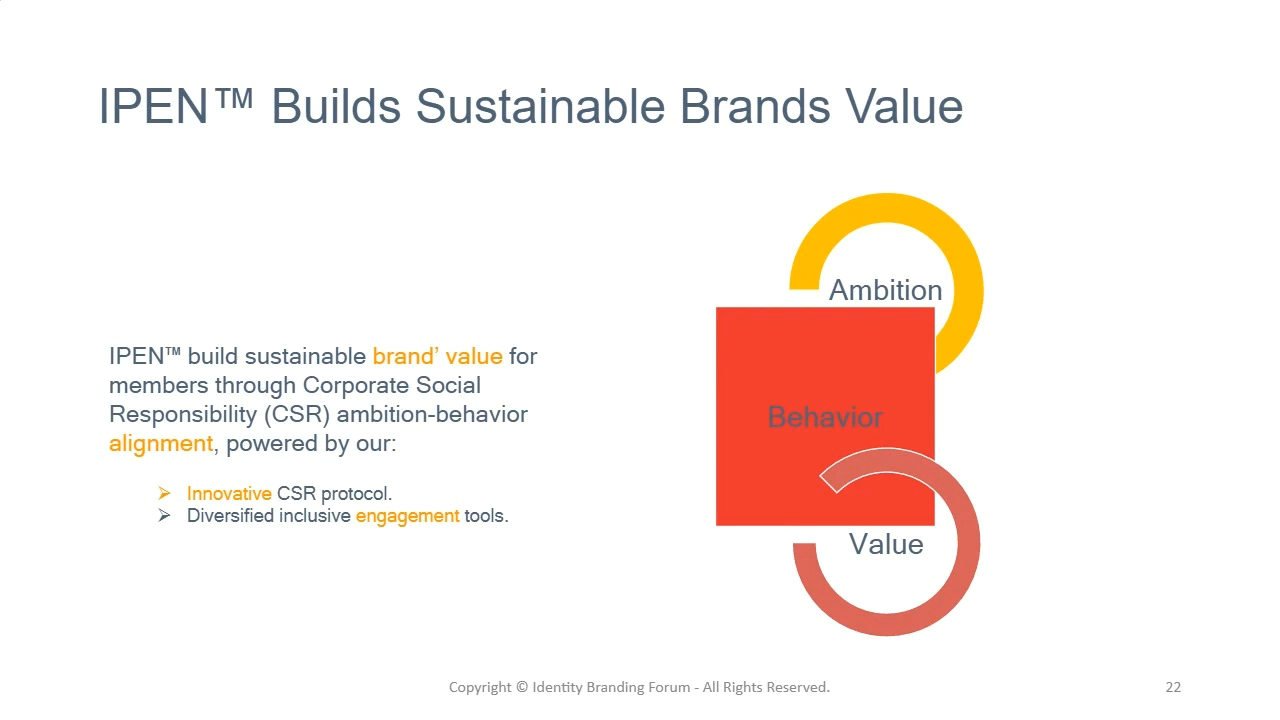 IPEN™ Builds Sustainable Brands Value
IPEN™ build sustainable brand’ value for
members through Corporate Social
Responsibility (CSR) ambition-behavior
alignment, powered by our:
➢ Innovative CSR protocol.
➢ Diversified inclusive engagement tools.
Ambition
Behavior
Value
Copyright © Identity Branding Forum - All Rights Reserved.
22